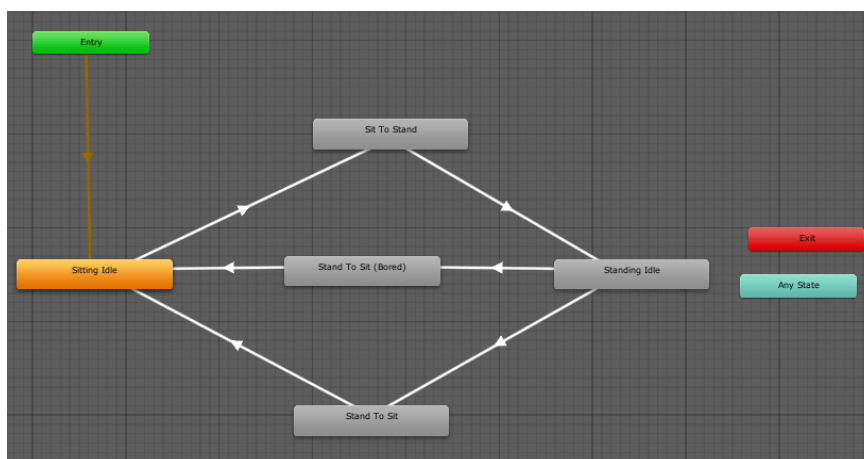 Entry
Sit To Stand
Exit
Sitting Idle
Stand To Sit (Bored)
Standing Idle
Any State
Stand To Sit